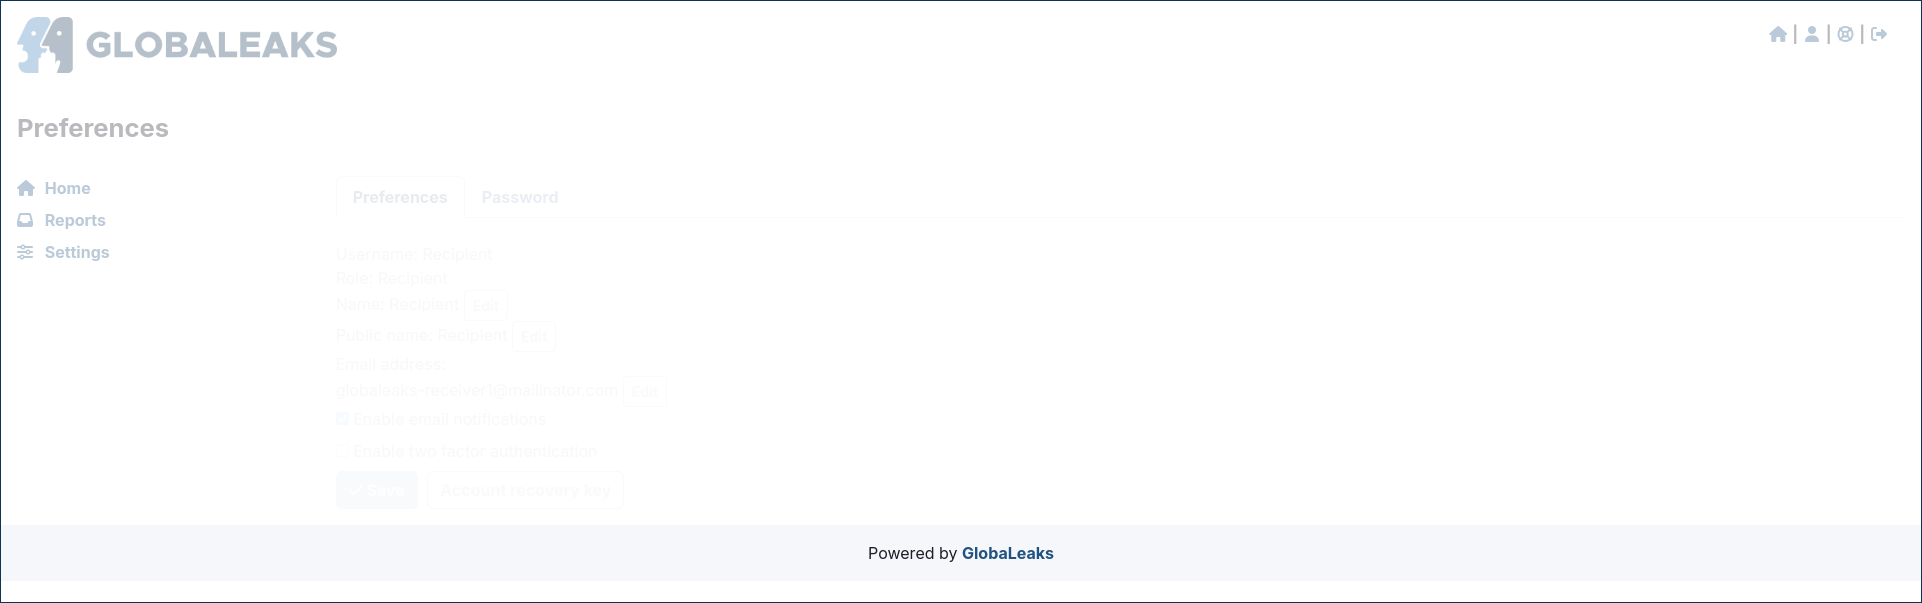 GLOBALEAKS
Preferences
Home
Reports
Settings
Preferences Password
Username: Recipient
Role: Recipient
Name: Recipient Edit
Public name: Recipient Edit
Email address:
globaleaks-receiver1@mailinator.com Edit
Enable email notifications
Enable two factor authentication
Save Account recovery key
Powered by GlobaLeaks